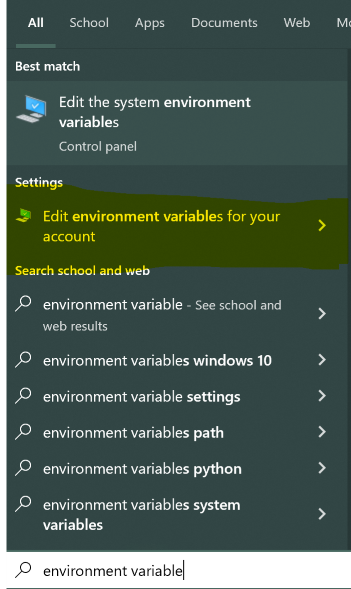 All School Apps Documents Web Mo
Best match
Edit the system environment
variables
Control panel
Settings
Edit environment variables for your
account
Search school and web
environment variable - See school and
web results
environment variables windows 10
environment variable settings
environment variables path
environment variables python
environment variables system
variables
environment variable